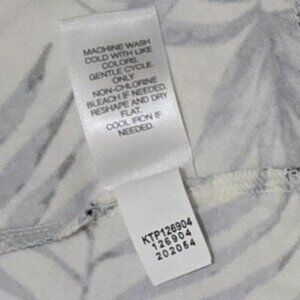 MACHINE WASH
COLD WITH LIKE
COLORS.
GENTLE CYCLE.
ONLY
NON-CHLORINE
BLEACH IF NEEDED.
RESHAPE AND DRY
FLAT.
COOL IRON IF
NEEDED.
KTP126904
126904
202054